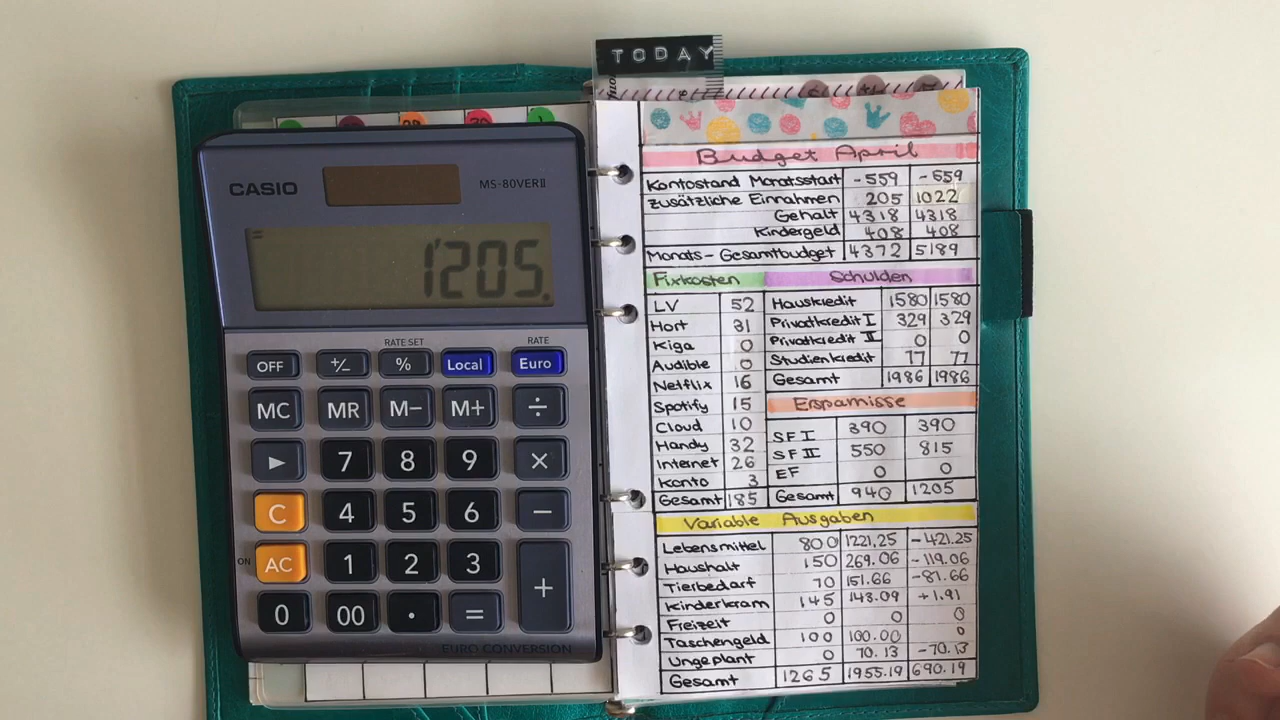 TODAY
CASIO
MS-80VERII
1'205.
RATE SET
RATE
OFF +/− % Local Euro
MC MR M− M+ ÷
► 7 8 9 ×
C 4 5 6 −
ON AC 1 2 3 +
0 00 · =
EURO CONVERSION
Budget April
Kontostand Monatsstart -559 -559
zusätzliche Einnahmen 205 1022
Gehalt 4318 4318
Kindergeld 408 408
Monats-Gesamtbudget 4372 5189
Fixkosten
LV 52
Hort 31
Kiga 0
Audible 0
Netflix 16
Spotify 15
Cloud 10
Handy 32
Internet 26
Konto 3
Gesamt 185
Schulden
Hauskredit 1580 1580
Privatkredit I 329 329
Privatkredit II 0 0
Studienkredit 77 77
Gesamt 1986 1986
Ersparnisse
SF I 390 390
SF II 550 815
EF 0 0
Gesamt 940 1205
Variable Ausgaben
Lebensmittel 800 1221,25 -421.25
Haushalt 150 269.06 -119.06
Tierbedarf 70 151.66 -81.66
Kinderkram 145 143.09 +1.91
Freizeit 0 0 0
Taschengeld 100 100.00 0
Ungeplant 0 70.13 -70.13
Gesamt 1265 1955.19 690.19